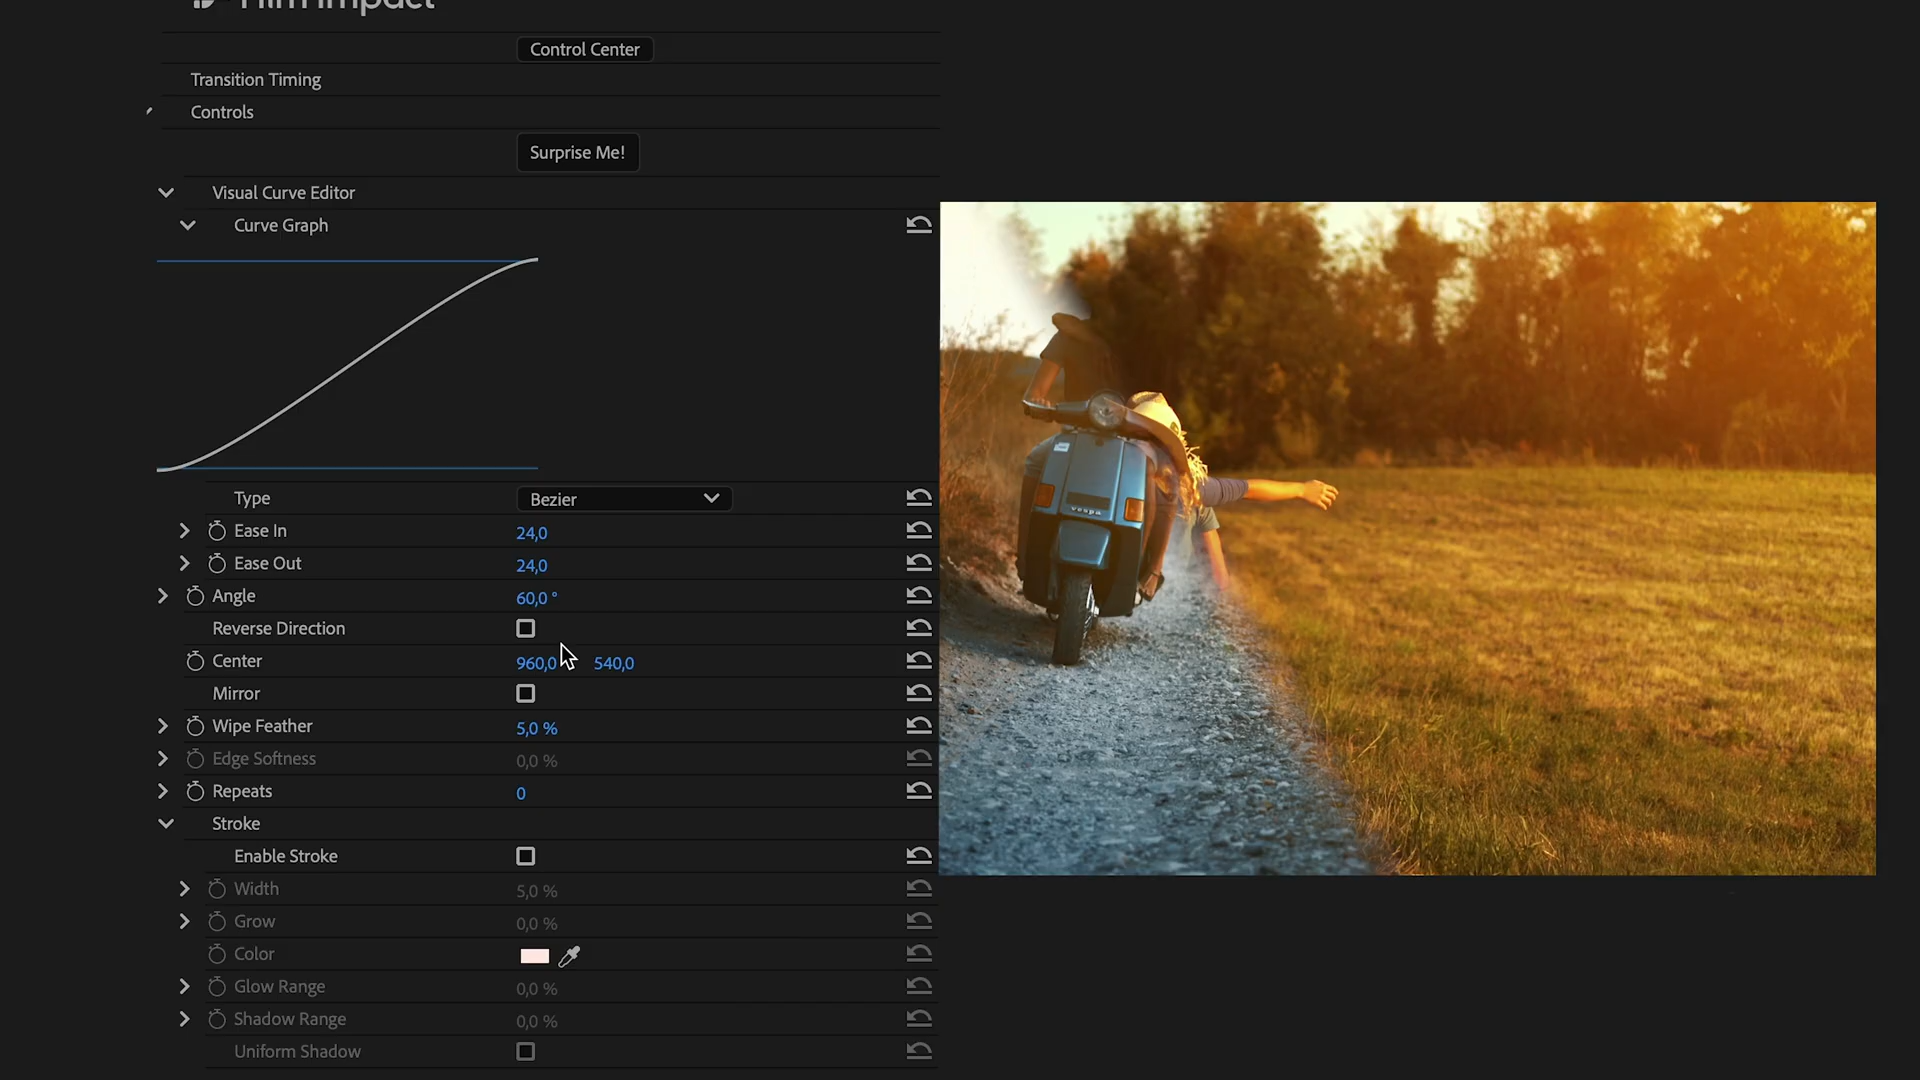 Film Impact
Control Center
Transition Timing
Controls
Surprise Me!
Visual Curve Editor
Curve Graph
Type Bezier
Ease In 24,0
Ease Out 24,0
Angle 60,0 °
Reverse Direction
Center 960,0 540,0
Mirror
Wipe Feather 5,0 %
Edge Softness 0,0 %
Repeats 0
Stroke
Enable Stroke
Width 5,0 %
Grow 0,0 %
Color
Glow Range 0,0 %
Shadow Range 0,0 %
Uniform Shadow
vespa